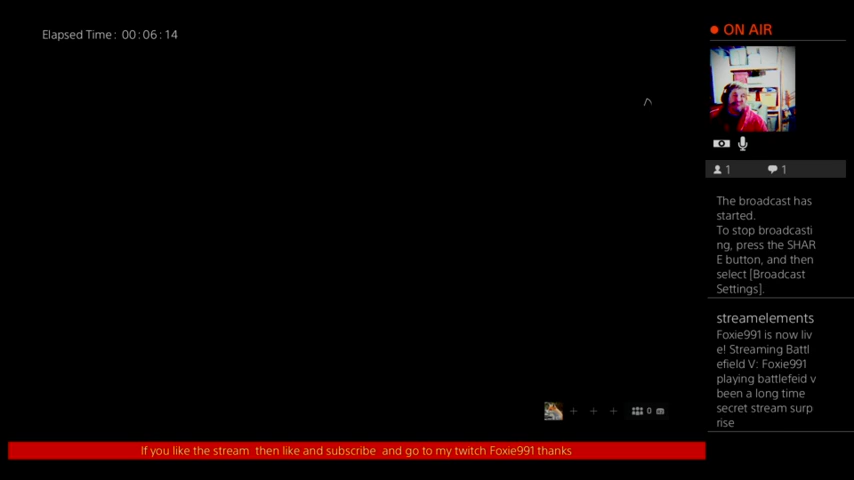 Elapsed Time: 00:06:14
ON AIR
1 1
The broadcast has
started.
To stop broadcasti
ng, press the SHAR
E button, and then
select [Broadcast
Settings].
streamelements
Foxie991 is now liv
e! Streaming Battl
efield V: Foxie991
playing battlefeid v
been a long time
secret stream surp
rise
0
If you like the stream then like and subscribe and go to my twitch Foxie991 thanks